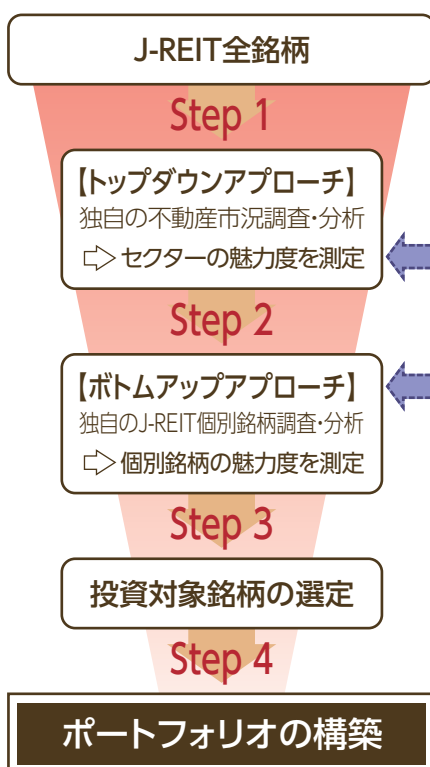 J-REIT全銘柄
Step 1
【トップダウンアプローチ】
独自の不動産市況調査・分析
⇨セクターの魅力度を測定
Step 2
【ボトムアップアプローチ】
独自のJ-REIT個別銘柄調査・分析
⇨個別銘柄の魅力度を測定
Step 3
投資対象銘柄の選定
Step 4
ポートフォリオの構築